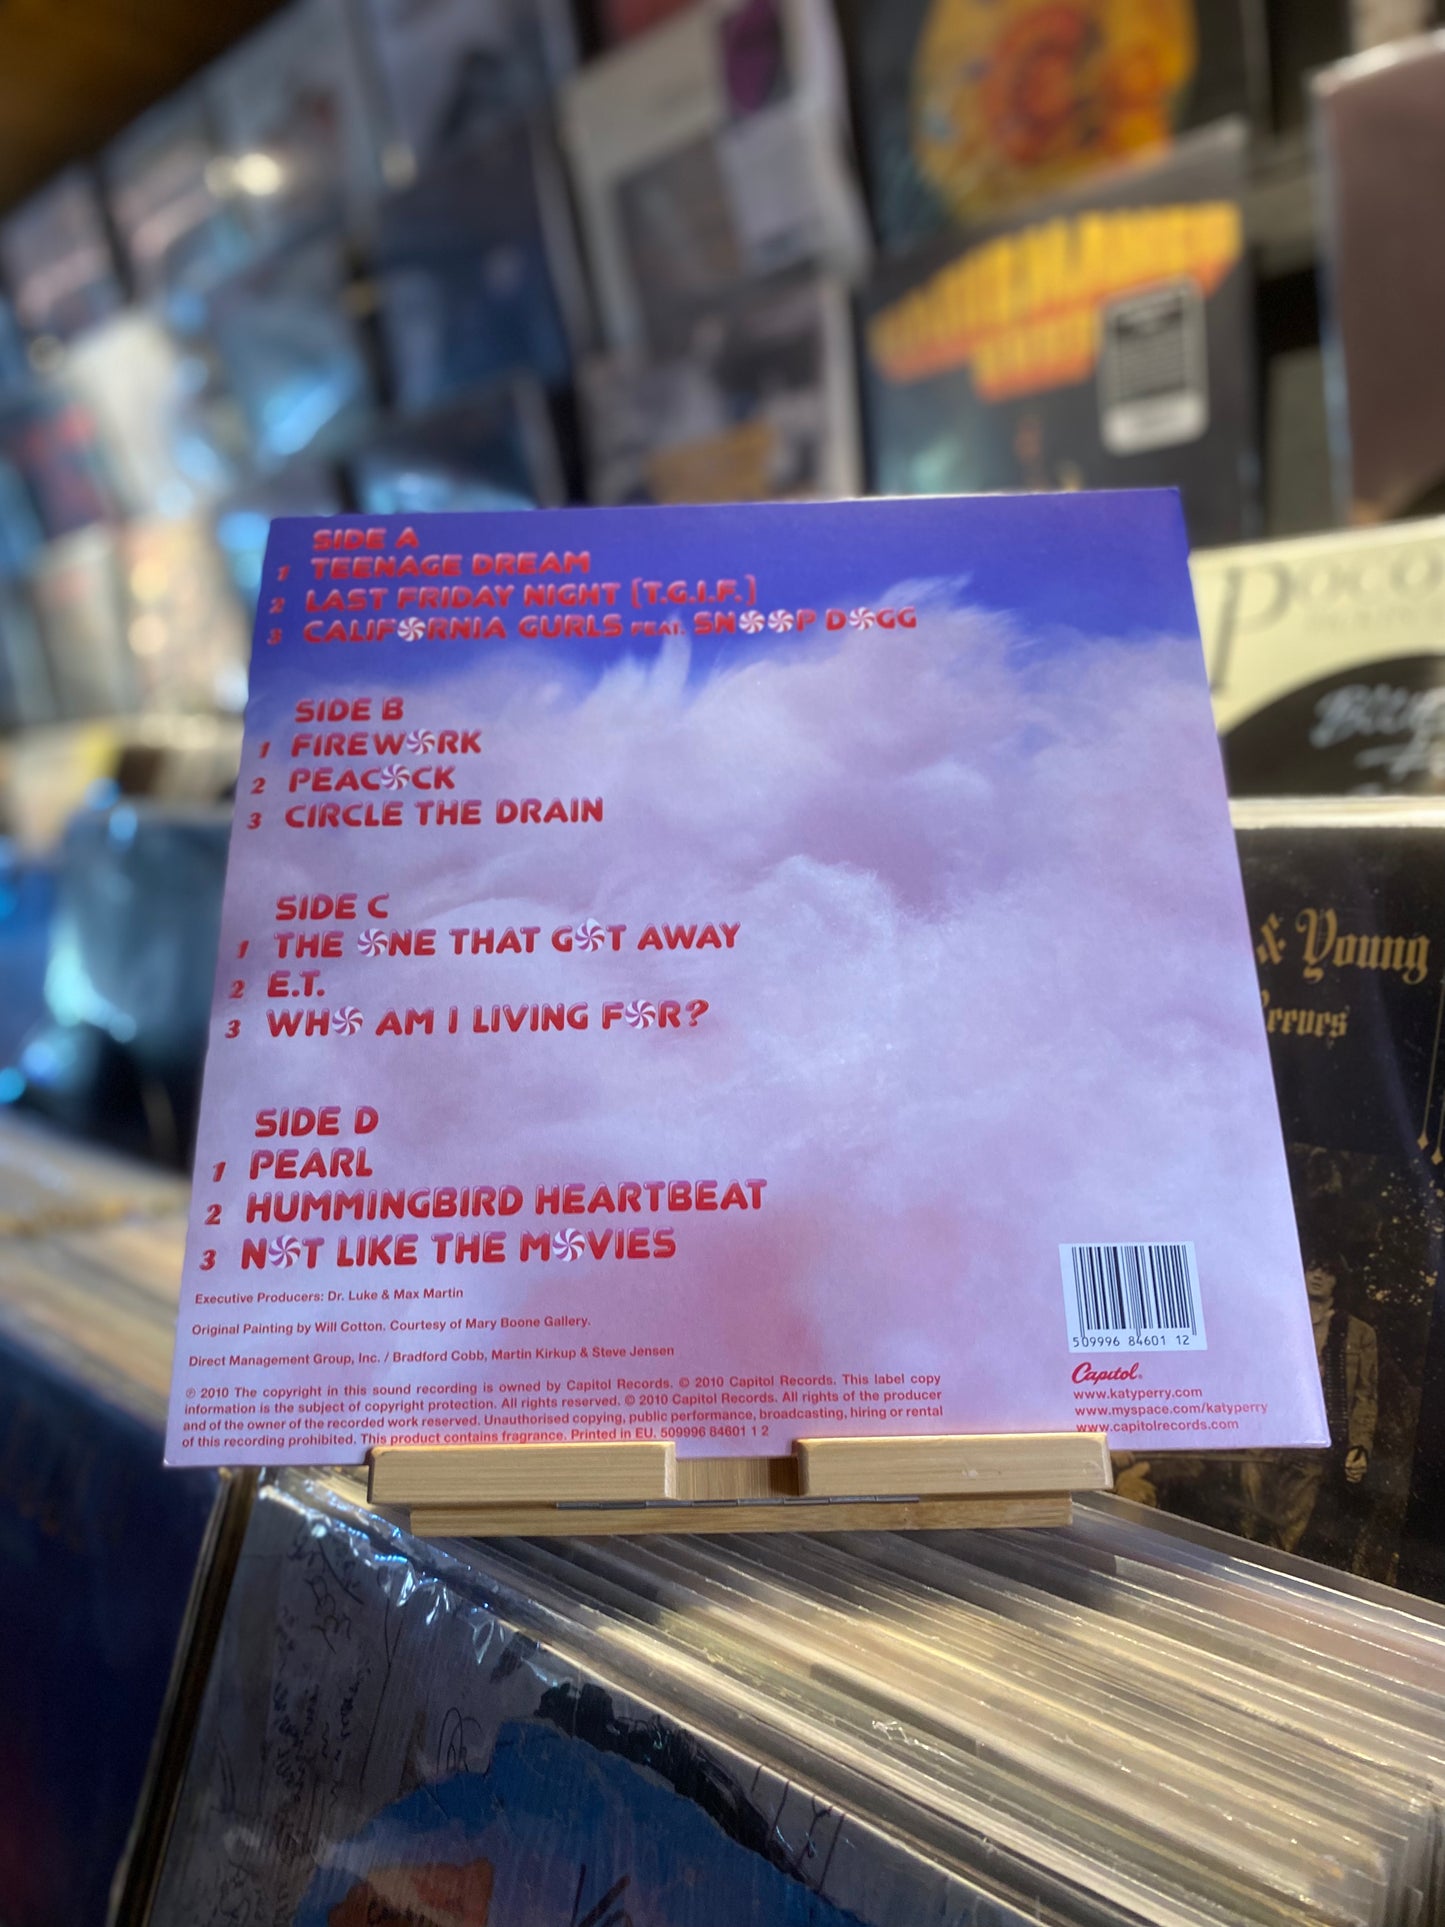 SIDE A
1 TEENAGE DREAM
2 LAST FRIDAY NIGHT [T.G.I.F.]
3 CALIFORNIA GURLS FEAT. SNOOP DOGG
SIDE B
1 FIREWORK
2 PEACOCK
3 CIRCLE THE DRAIN
SIDE C
1 THE ONE THAT GOT AWAY
2 E.T.
3 WHO AM I LIVING FOR?
SIDE D
1 PEARL
2 HUMMINGBIRD HEARTBEAT
3 NOT LIKE THE MOVIES
Executive Producers: Dr. Luke & Max Martin
Original Painting by Will Cotton. Courtesy of Mary Boone Gallery.
Direct Management Group, Inc. / Bradford Cobb, Martin Kirkup & Steve Jensen
℗ 2010 The copyright in this sound recording is owned by Capitol Records. © 2010 Capitol Records. This label copy
information is the subject of copyright protection. All rights reserved. © 2010 Capitol Records. All rights of the producer
and of the owner of the recorded work reserved. Unauthorised copying, public performance, broadcasting, hiring or rental
of this recording prohibited. This product contains fragrance. Printed in EU. 509996 84601 1 2
5 09996 84601 12
Capitol®
www.katyperry.com
www.myspace.com/katyperry
www.capitolrecords.com
POCO
& Young
Reeves